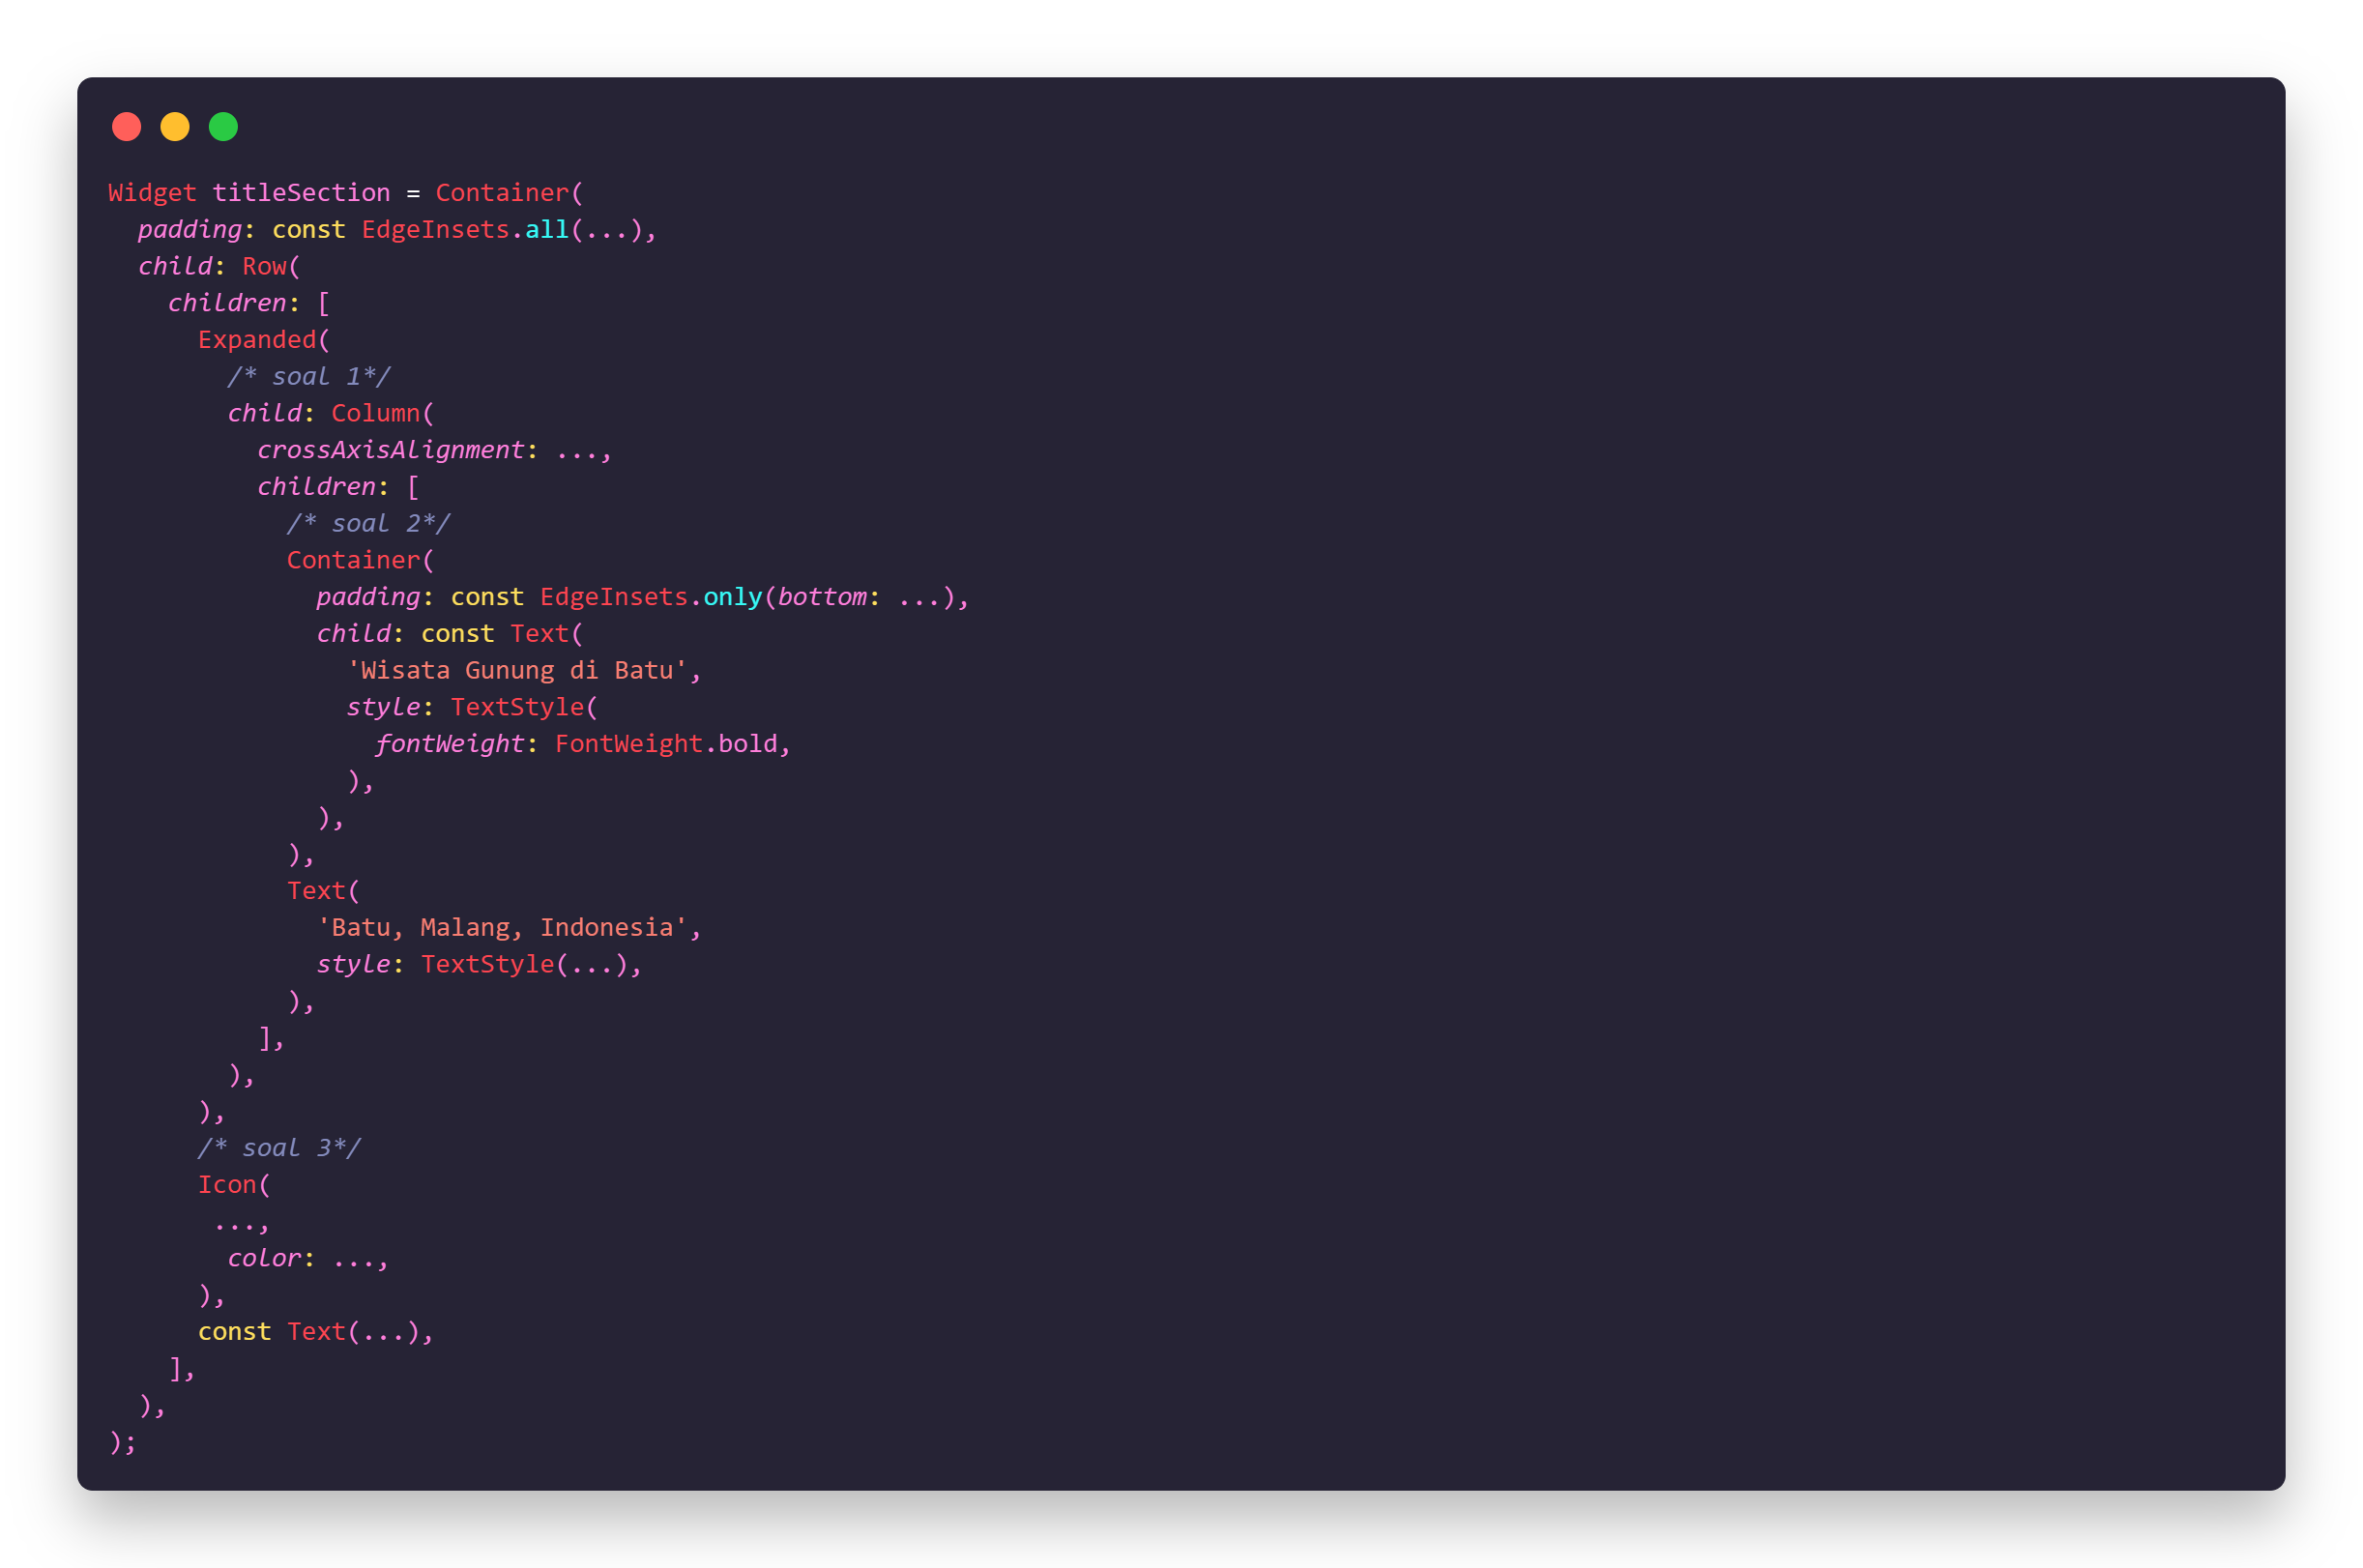 Widget titleSection = Container(
  padding: const EdgeInsets.all(...),
  child: Row(
    children: [
      Expanded(
        /* soal 1*/
        child: Column(
          crossAxisAlignment: ...,
          children: [
            /* soal 2*/
            Container(
              padding: const EdgeInsets.only(bottom: ...),
              child: const Text(
                'Wisata Gunung di Batu',
                style: TextStyle(
                  fontWeight: FontWeight.bold,
                ),
              ),
            ),
            Text(
              'Batu, Malang, Indonesia',
              style: TextStyle(...),
            ),
          ],
        ),
      ),
      /* soal 3*/
      Icon(
       ...,
        color: ...,
      ),
      const Text(...),
    ],
  ),
);